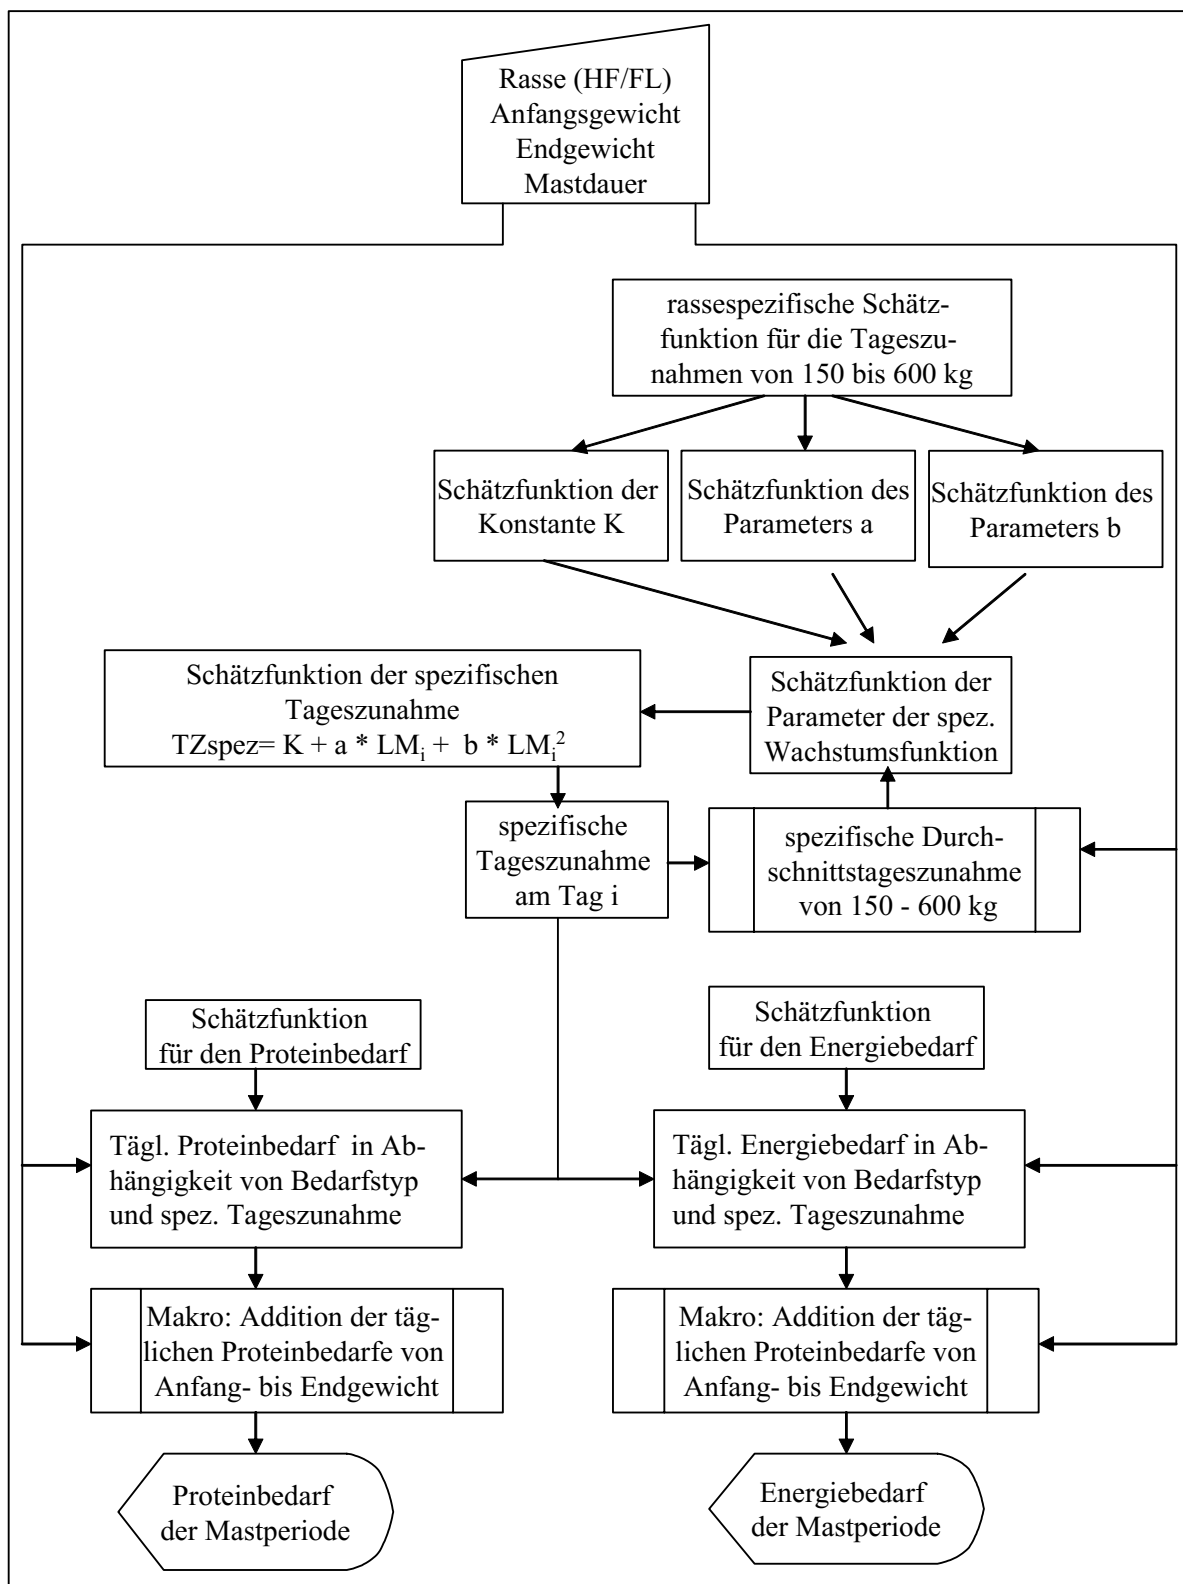 Rasse (HF/FL)
Anfangsgewicht
Endgewicht
Mastdauer
rassespezifische Schätz-
funktion für die Tageszu-
nahmen von 150 bis 600 kg
Schätzfunktion der
Konstante K
Schätzfunktion des
Parameters a
Schätzfunktion des
Parameters b
Schätzfunktion der spezifischen
Tageszunahme
TZspez= K + a * LMᵢ + b * LMᵢ²
Schätzfunktion der
Parameter der spez.
Wachstumsfunktion
spezifische
Tageszunahme
am Tag i
spezifische Durch-
schnittstageszunahme
von 150 - 600 kg
Schätzfunktion
für den Proteinbedarf
Schätzfunktion
für den Energiebedarf
Tägl. Proteinbedarf in Ab-
hängigkeit von Bedarfstyp
und spez. Tageszunahme
Tägl. Energiebedarf in Ab-
hängigkeit von Bedarfstyp
und spez. Tageszunahme
Makro: Addition der täg-
lichen Proteinbedarfe von
Anfang- bis Endgewicht
Makro: Addition der täg-
lichen Proteinbedarfe von
Anfang- bis Endgewicht
Proteinbedarf
der Mastperiode
Energiebedarf
der Mastperiode